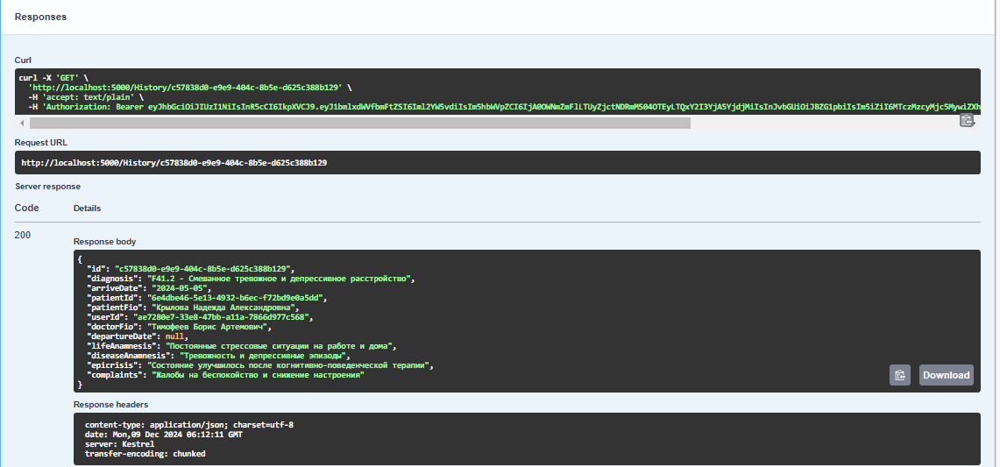 Responses
Curl
curl -X 'GET' \
'http://localhost:5000/History/c57838d0-e9e9-404c-8b5e-d625c388b129' \
-H 'accept: text/plain' \
-H 'Authorization: Bearer
Request URL
http://localhost:5000/History/c57838d0-e9e9-404c-8b5e-d625c388b129
Server response
Code Details
200
Response body
{
"id": "c57838d0-e9e9-404c-8b5e-d625c388b129",
"diagnosis": "F41.2 - Смешанное тревожное и депрессивное расстройство",
"arriveDate": "2024-05-05",
"patientId": "6e4dbe46-5e13-4932-b6ec-f72bd9e0a5dd",
"patientFio": "Крылова Надежда Александровна",
"userId": "ae7280e7-33e8-47bb-a11a-7866d977c568",
"doctorFio": "Тимофеев Борис Артемович",
"departureDate": null,
"lifeAnamnesis": "Постоянные стрессовые ситуации на работе и дома",
"diseaseAnamnesis": "Тревожность и депрессивные эпизоды",
"epicrisis": "Состояние улучшилось после когнитивно-поведенческой терапии",
"complaints": "Жалобы на беспокойство и снижение настроения"
}
Download
Response headers
content-type: application/json; charset=utf-8
date: Mon,09 Dec 2024 06:12:11 GMT
server: Kestrel
transfer-encoding: chunked